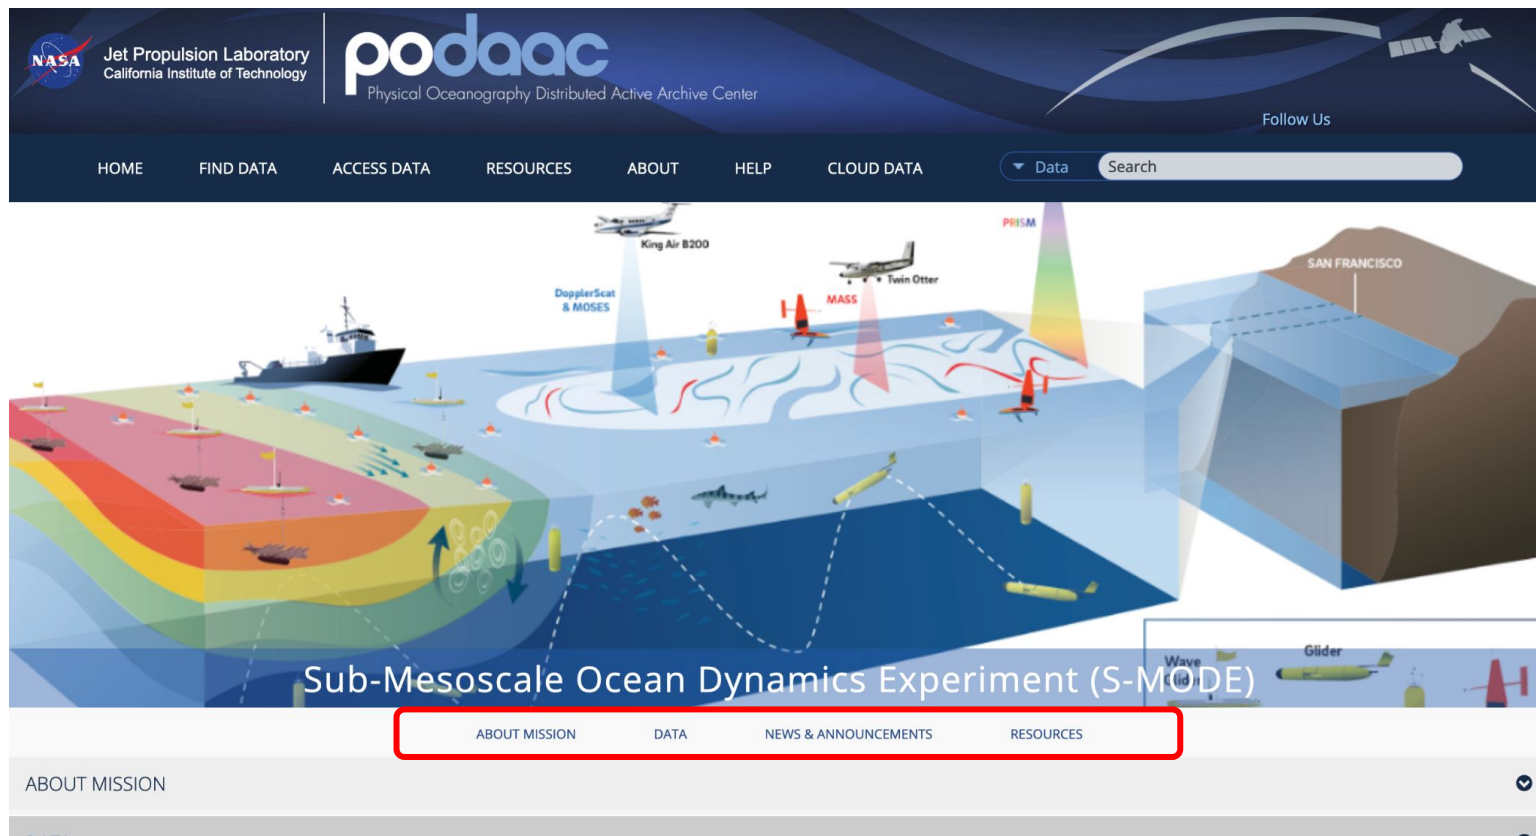 NASA
Jet Propulsion Laboratory
California Institute of Technology
podaac
Physical Oceanography Distributed Active Archive Center
Follow Us
HOME FIND DATA ACCESS DATA RESOURCES ABOUT HELP CLOUD DATA Data Search
King Air B200
PRISM
Twin Otter
DopplerScat
& MOSES
MASS
SAN FRANCISCO
Wave
Glider
Glider
Sub-Mesoscale Ocean Dynamics Experiment (S-MODE)
ABOUT MISSION DATA NEWS & ANNOUNCEMENTS RESOURCES
ABOUT MISSION